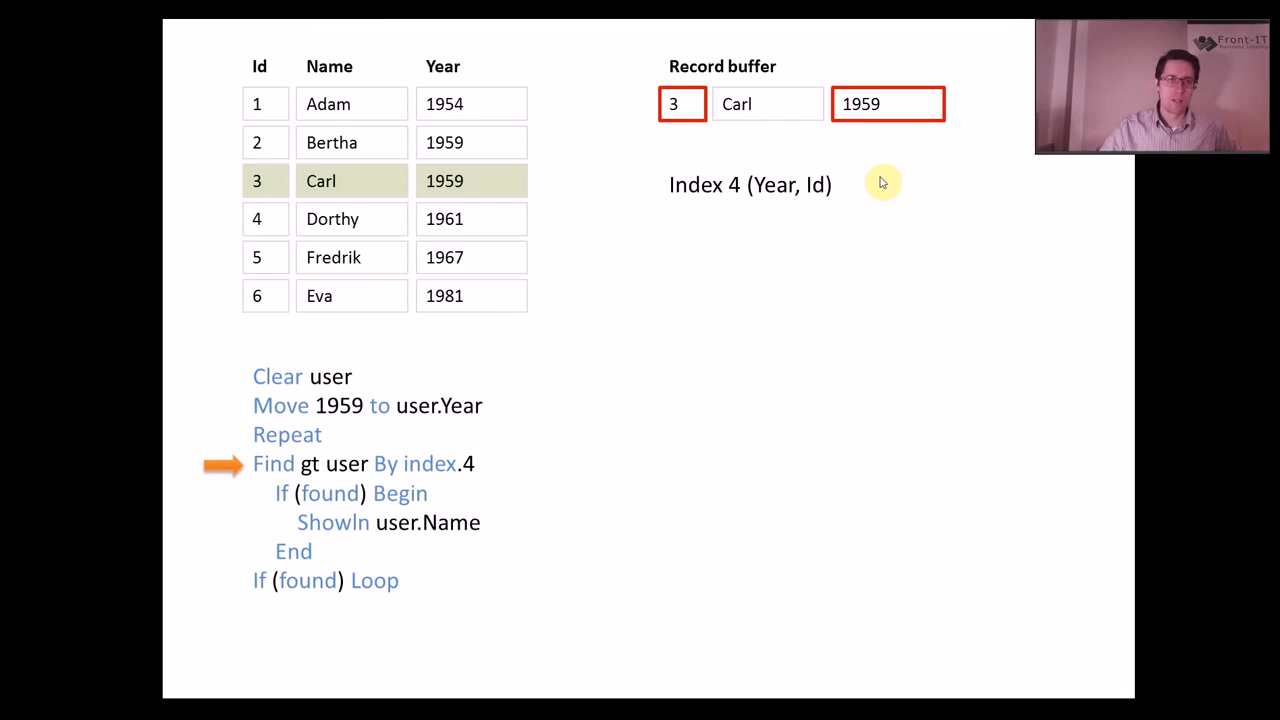 Id Name Year
1 Adam 1954
2 Bertha 1959
3 Carl 1959
4 Dorthy 1961
5 Fredrik 1967
6 Eva 1981
Record buffer
3 Carl 1959
Index 4 (Year, Id)
Clear user
Move 1959 to user.Year
Repeat
Find gt user By index.4
If (found) Begin
Showln user.Name
End
If (found) Loop
Front-IT